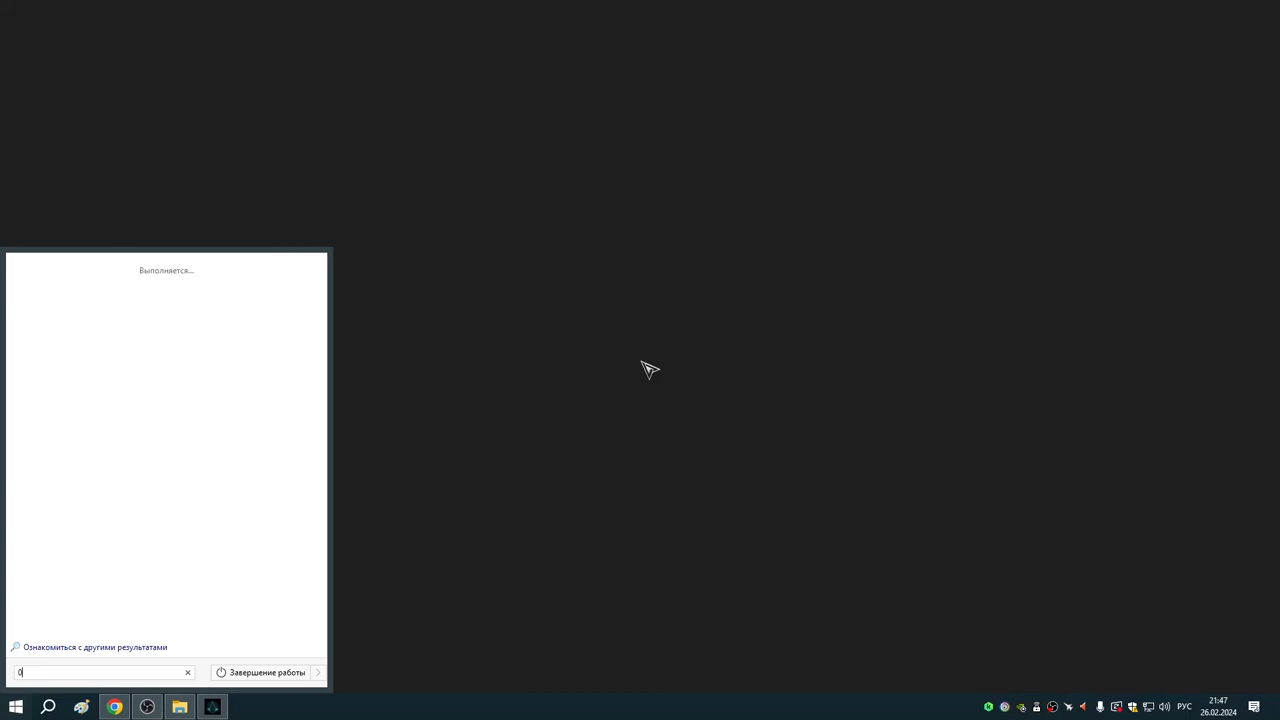 Выполняется...
Ознакомиться с другими результатами
0
Завершение работы
РУС
21:47
26.02.2024